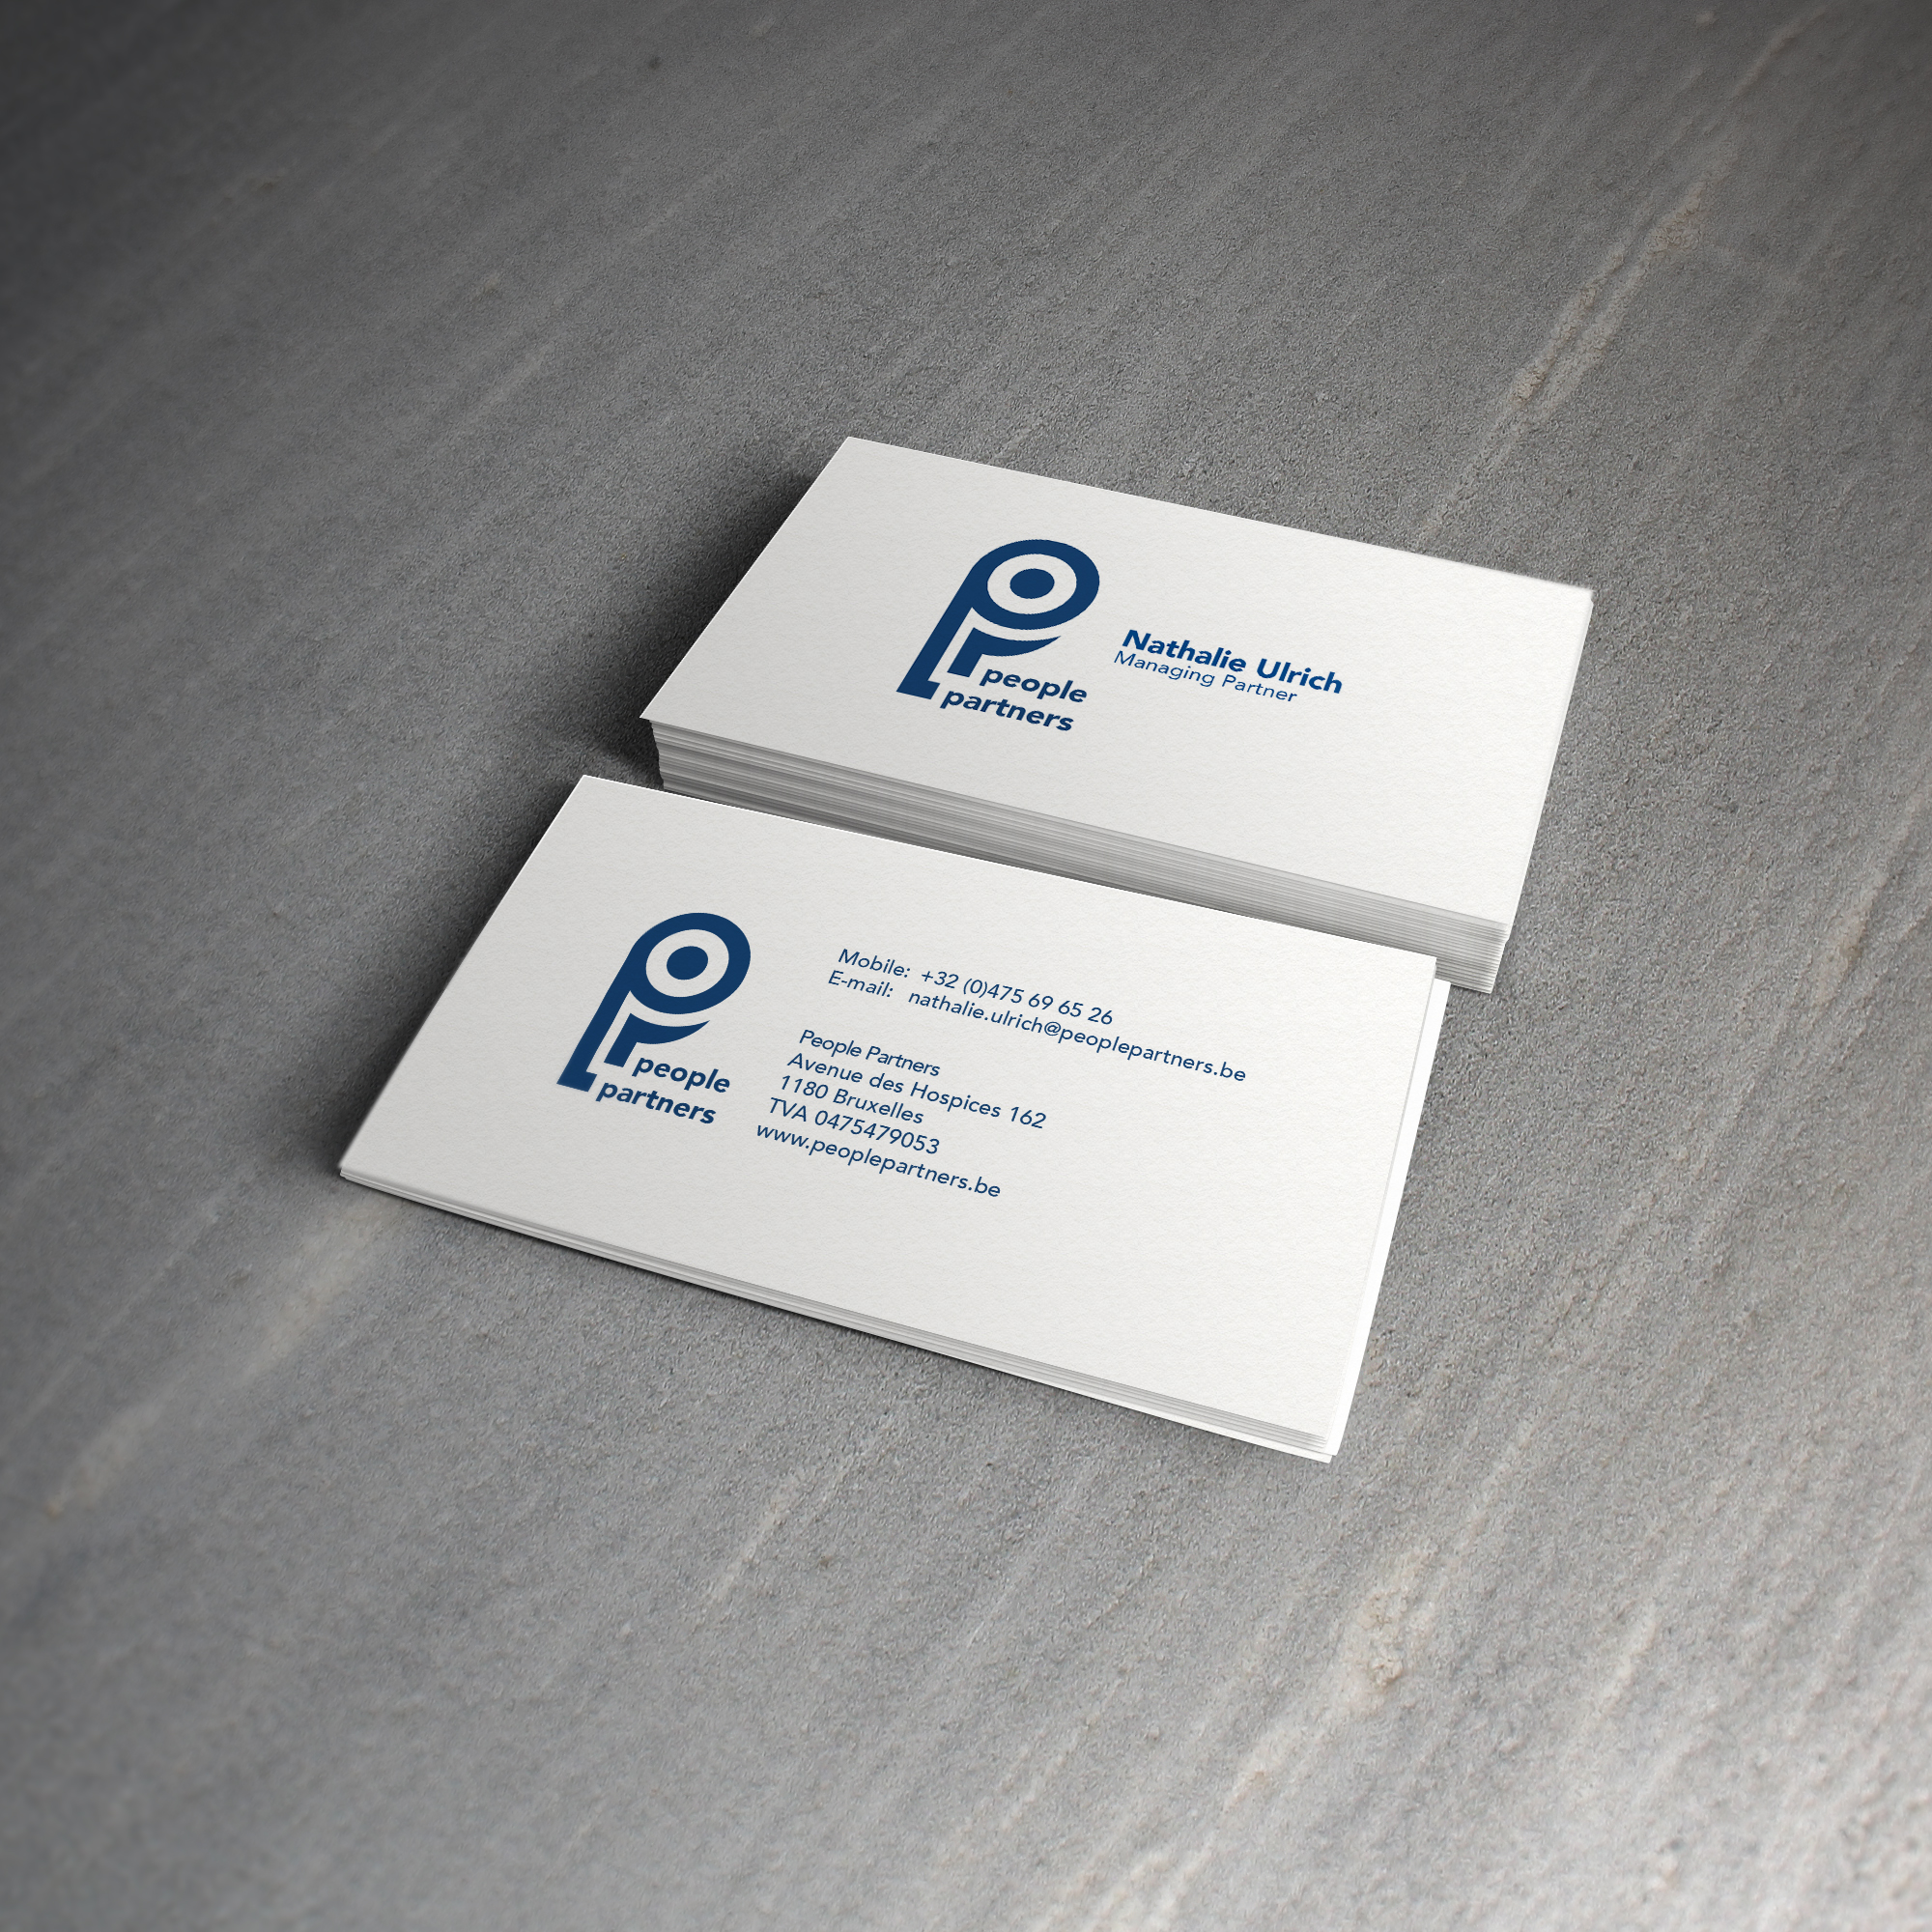 people
partners
Nathalie Ulrich
Managing Partner
people
partners
Mobile: +32 (0)475 69 65 26
E-mail: nathalie.ulrich@peoplepartners.be
People Partners
Avenue des Hospices 162
1180 Bruxelles
TVA 0475479053
www.peoplepartners.be